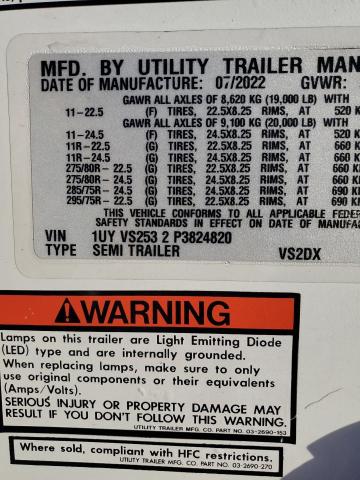 MFD. BY UTILITY TRAILER MAN
DATE OF MANUFACTURE: 07/2022 GVWR:
GAWR ALL AXLES OF 8,620 KG (19,000 LB) WITH
11-22.5 (F) TIRES, 22.5X8.25 RIMS, AT 520 K
GAWR ALL AXLES OF 9,100 KG (20,000 LB) WITH
11-24.5 (F) TIRES, 24.5X8.25 RIMS, AT 520 K
11R-22.5 (G) TIRES, 22.5X8.25 RIMS, AT 660 K
11R-24.5 (G) TIRES, 24.5X8.25 RIMS, AT 660 K
275/80R-22.5 (G) TIRES, 22.5X8.25 RIMS, AT 660 K
275/80R-24.5 (G) TIRES, 24.5X8.25 RIMS, AT 660 K
285/75R-24.5 (G) TIRES, 24.5X8.25 RIMS, AT 690 K
295/75R-22.5 (G) TIRES, 22.5X8.25 RIMS, AT 690 K
THIS VEHICLE CONFORMS TO ALL APPLICABLE FEDER
SAFETY STANDARDS IN EFFECT ON DATE OF MANUFAC
VIN 1UY VS253 2 P3824820
TYPE SEMI TRAILER VS2DX
WARNING
Lamps on this trailer are Light Emitting Diode
(LED) type and are internally grounded.
When replacing lamps, make sure to only
use original components or their equivalents
(Amps/Volts).
SERIOUS INJURY OR PROPERTY DAMAGE MAY
RESULT IF YOU DON'T FOLLOW THIS WARNING.
UTILITY TRAILER MFG. CO. PART NO. 03-2690-153
Where sold, compliant with HFC restrictions.
UTILITY TRAILER MFG. CO. PART NO. 03-2690-270